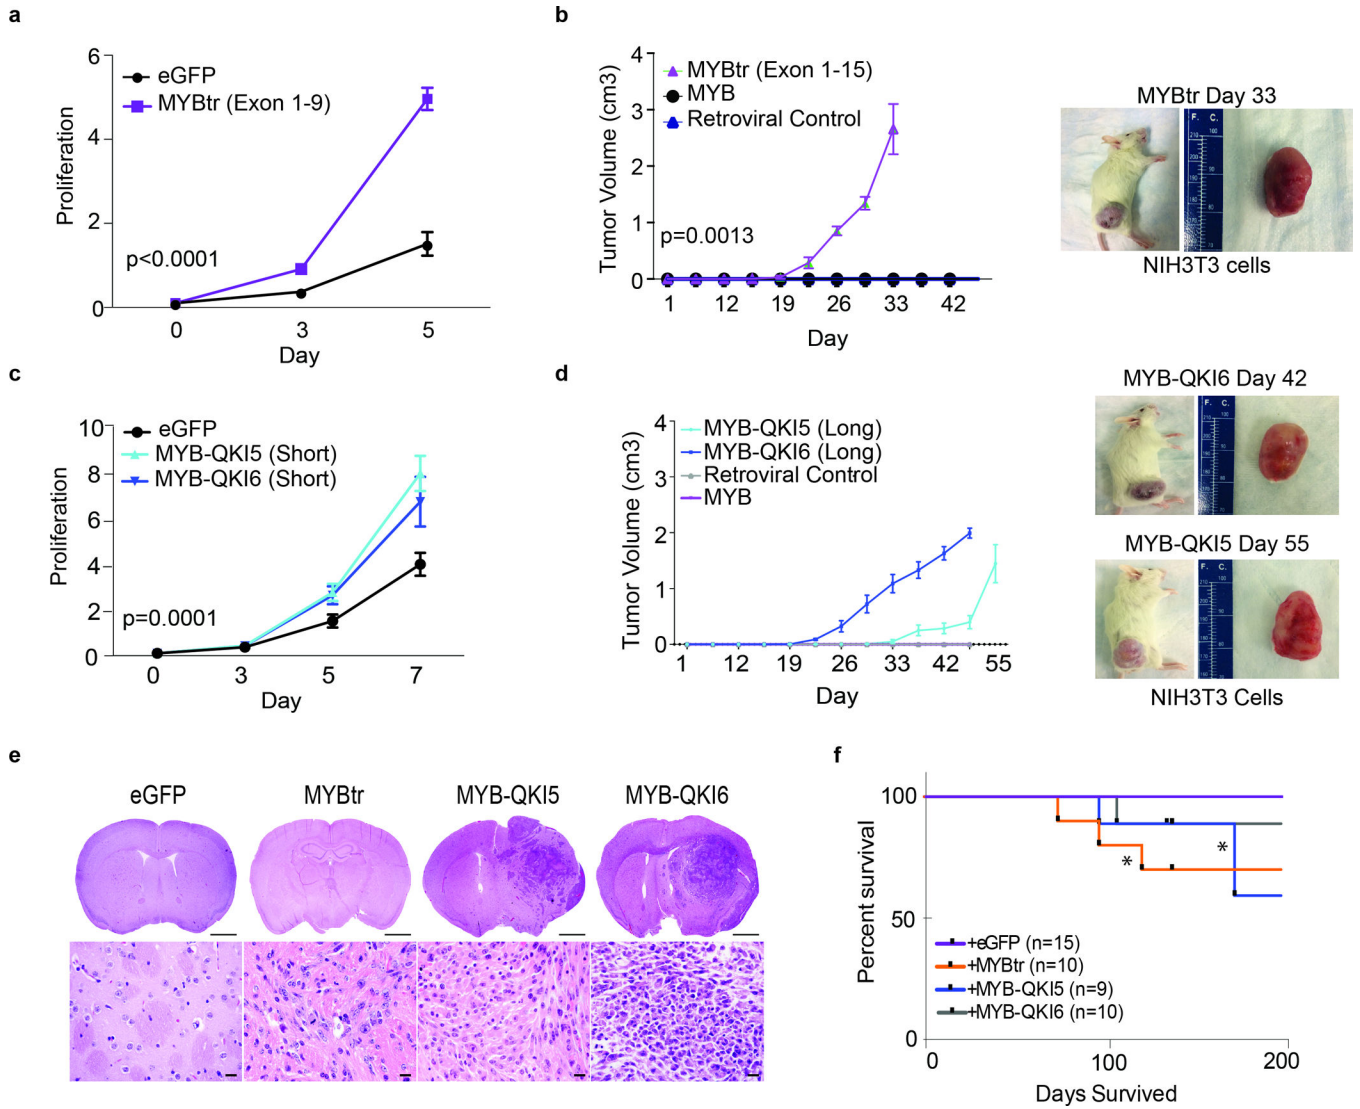 a
6
4
2
0
Proliferation
eGFP
MYBtr (Exon 1-9)
p<0.0001
0 3 5
Day
b
4
3
2
1
0
Tumor Volume (cm3)
MYBtr (Exon 1-15)
MYB
Retroviral Control
p=0.0013
1 12 19 26 33 42
Day
MYBtr Day 33
F. C.
NIH3T3 cells
c
10
8
6
4
2
0
Proliferation
eGFP
MYB-QKI5 (Short)
MYB-QKI6 (Short)
p=0.0001
0 3 5 7
Day
d
4
3
2
1
0
Tumor Volume (cm3)
MYB-QKI5 (Long)
MYB-QKI6 (Long)
Retroviral Control
MYB
1 12 19 26 33 42 55
Day
MYB-QKI6 Day 42
F. C.
MYB-QKI5 Day 55
F. C.
NIH3T3 Cells
e
eGFP MYBtr MYB-QKI5 MYB-QKI6
f
100
50
0
Percent survival
*
*
+eGFP (n=15)
+MYBtr (n=10)
+MYB-QKI5 (n=9)
+MYB-QKI6 (n=10)
0 100 200
Days Survived